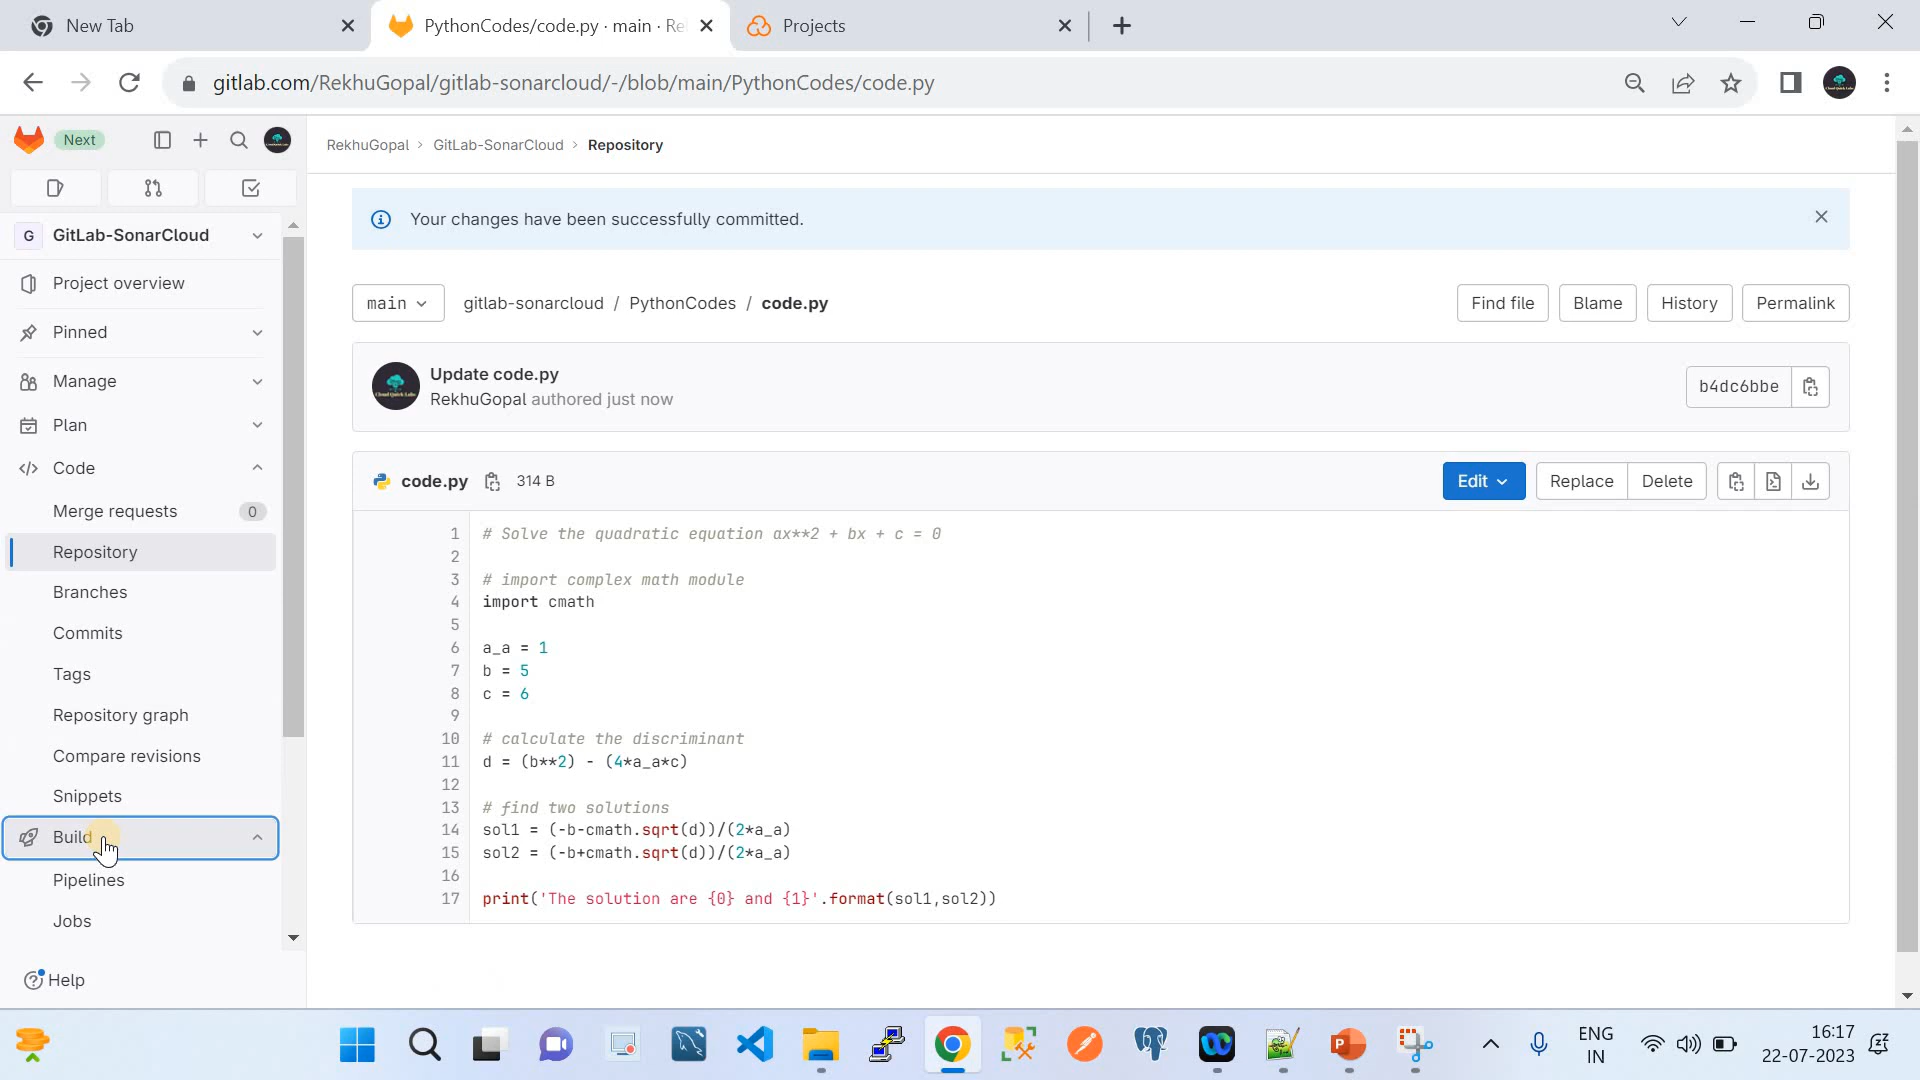 New Tab
PythonCodes/code.py · main · Re
Projects
gitlab.com/RekhuGopal/gitlab-sonarcloud/-/blob/main/PythonCodes/code.py
Next
RekhuGopal › GitLab-SonarCloud › Repository
G GitLab-SonarCloud
Project overview
Pinned
Manage
Plan
Code
Merge requests 0
Repository
Branches
Commits
Tags
Repository graph
Compare revisions
Snippets
Build
Pipelines
Jobs
Help
Your changes have been successfully committed.
main
gitlab-sonarcloud / PythonCodes / code.py
Find file
Blame
History
Permalink
Update code.py
RekhuGopal authored just now
b4dc6bbe
code.py 314 B
Edit
Replace
Delete
1 # Solve the quadratic equation ax**2 + bx + c = 0
2
3 # import complex math module
4 import cmath
5
6 a_a = 1
7 b = 5
8 c = 6
9
10 # calculate the discriminant
11 d = (b**2) - (4*a_a*c)
12
13 # find two solutions
14 sol1 = (-b-cmath.sqrt(d))/(2*a_a)
15 sol2 = (-b+cmath.sqrt(d))/(2*a_a)
16
17 print('The solution are {0} and {1}'.format(sol1,sol2))
ENG
IN
16:17
22-07-2023